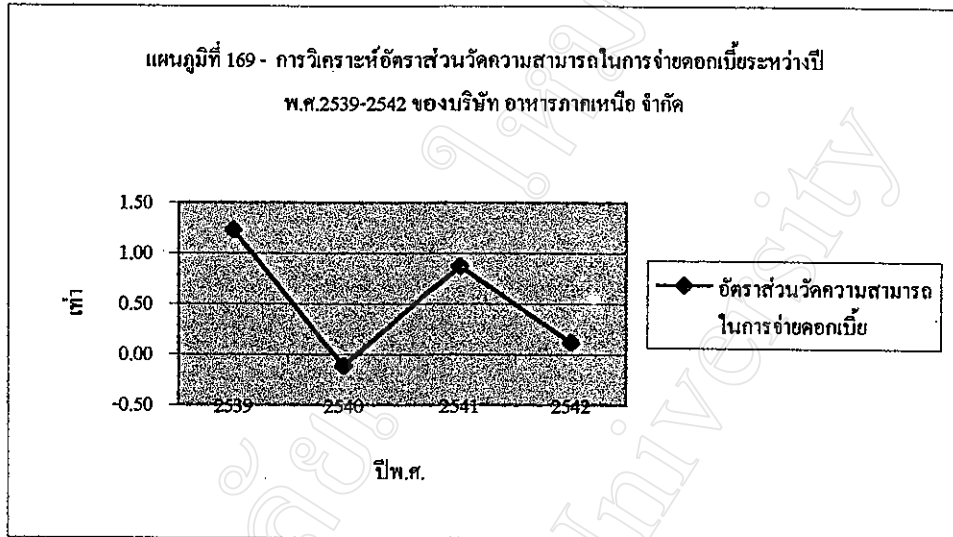 แผนภูมิที่ 169 - การวิเคราะห์อัตราส่วนวัดความสามารถในการจ่ายดอกเบี้ยระหว่างปี
พ.ศ.2539-2542 ของบริษัท อาหารภาคเหนือ จำกัด
1.50
1.00
0.50
0.00
-0.50
เท่า
2539 2540 2541 2542
ปีพ.ศ.
อัตราส่วนวัดความสามารถ
ในการจ่ายดอกเบี้ย
University